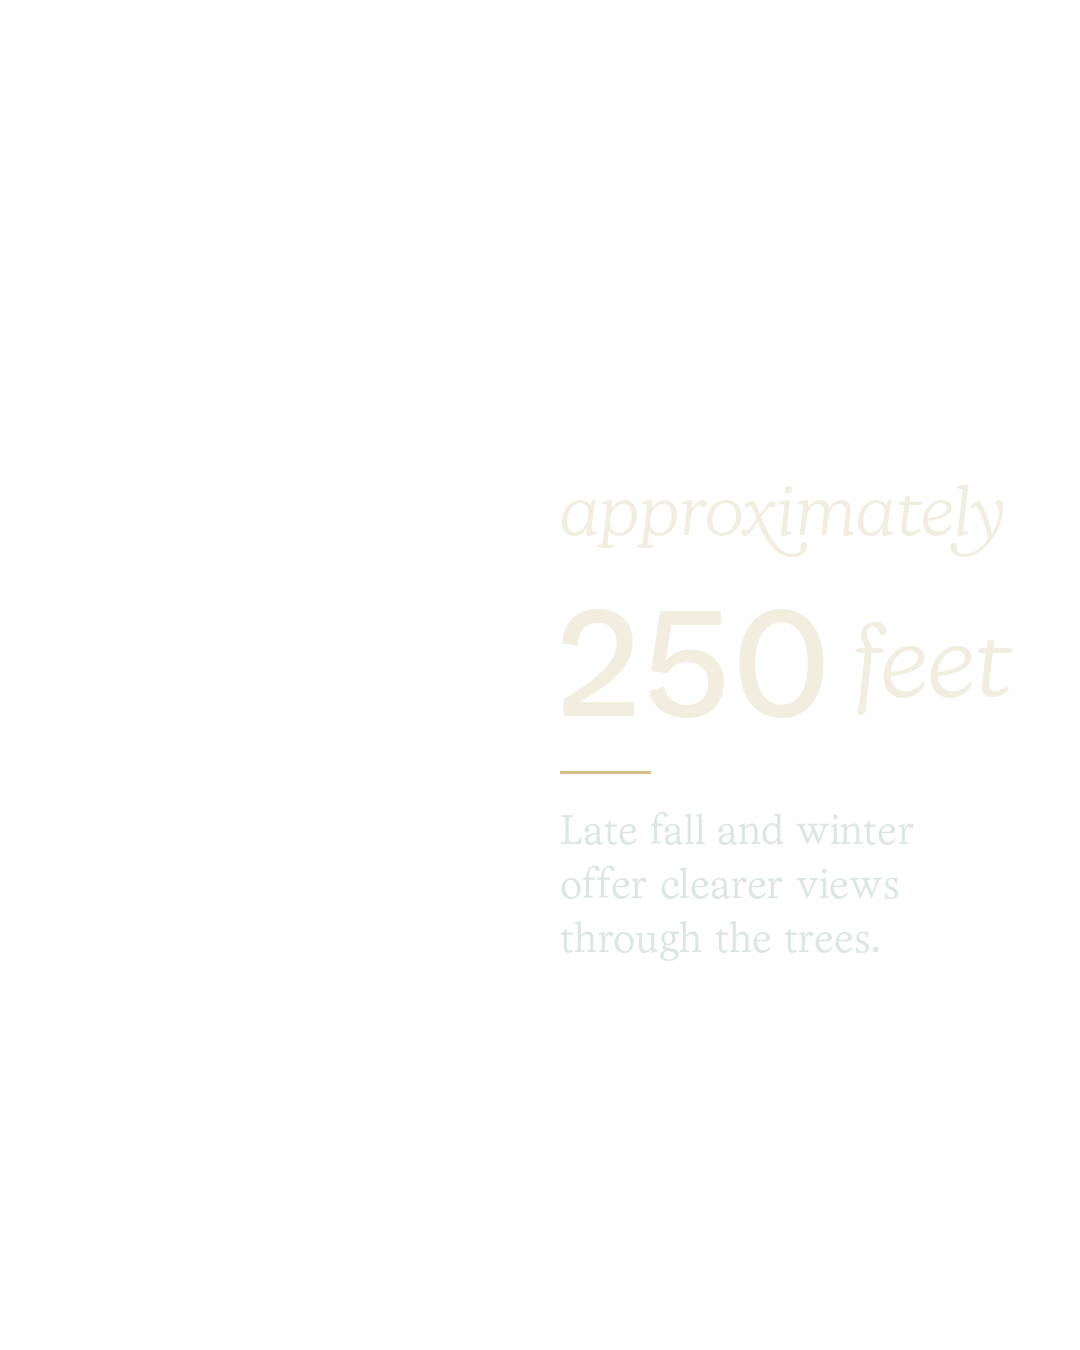 approximately
250 feet
Late fall and winter
offer clearer views
through the trees.